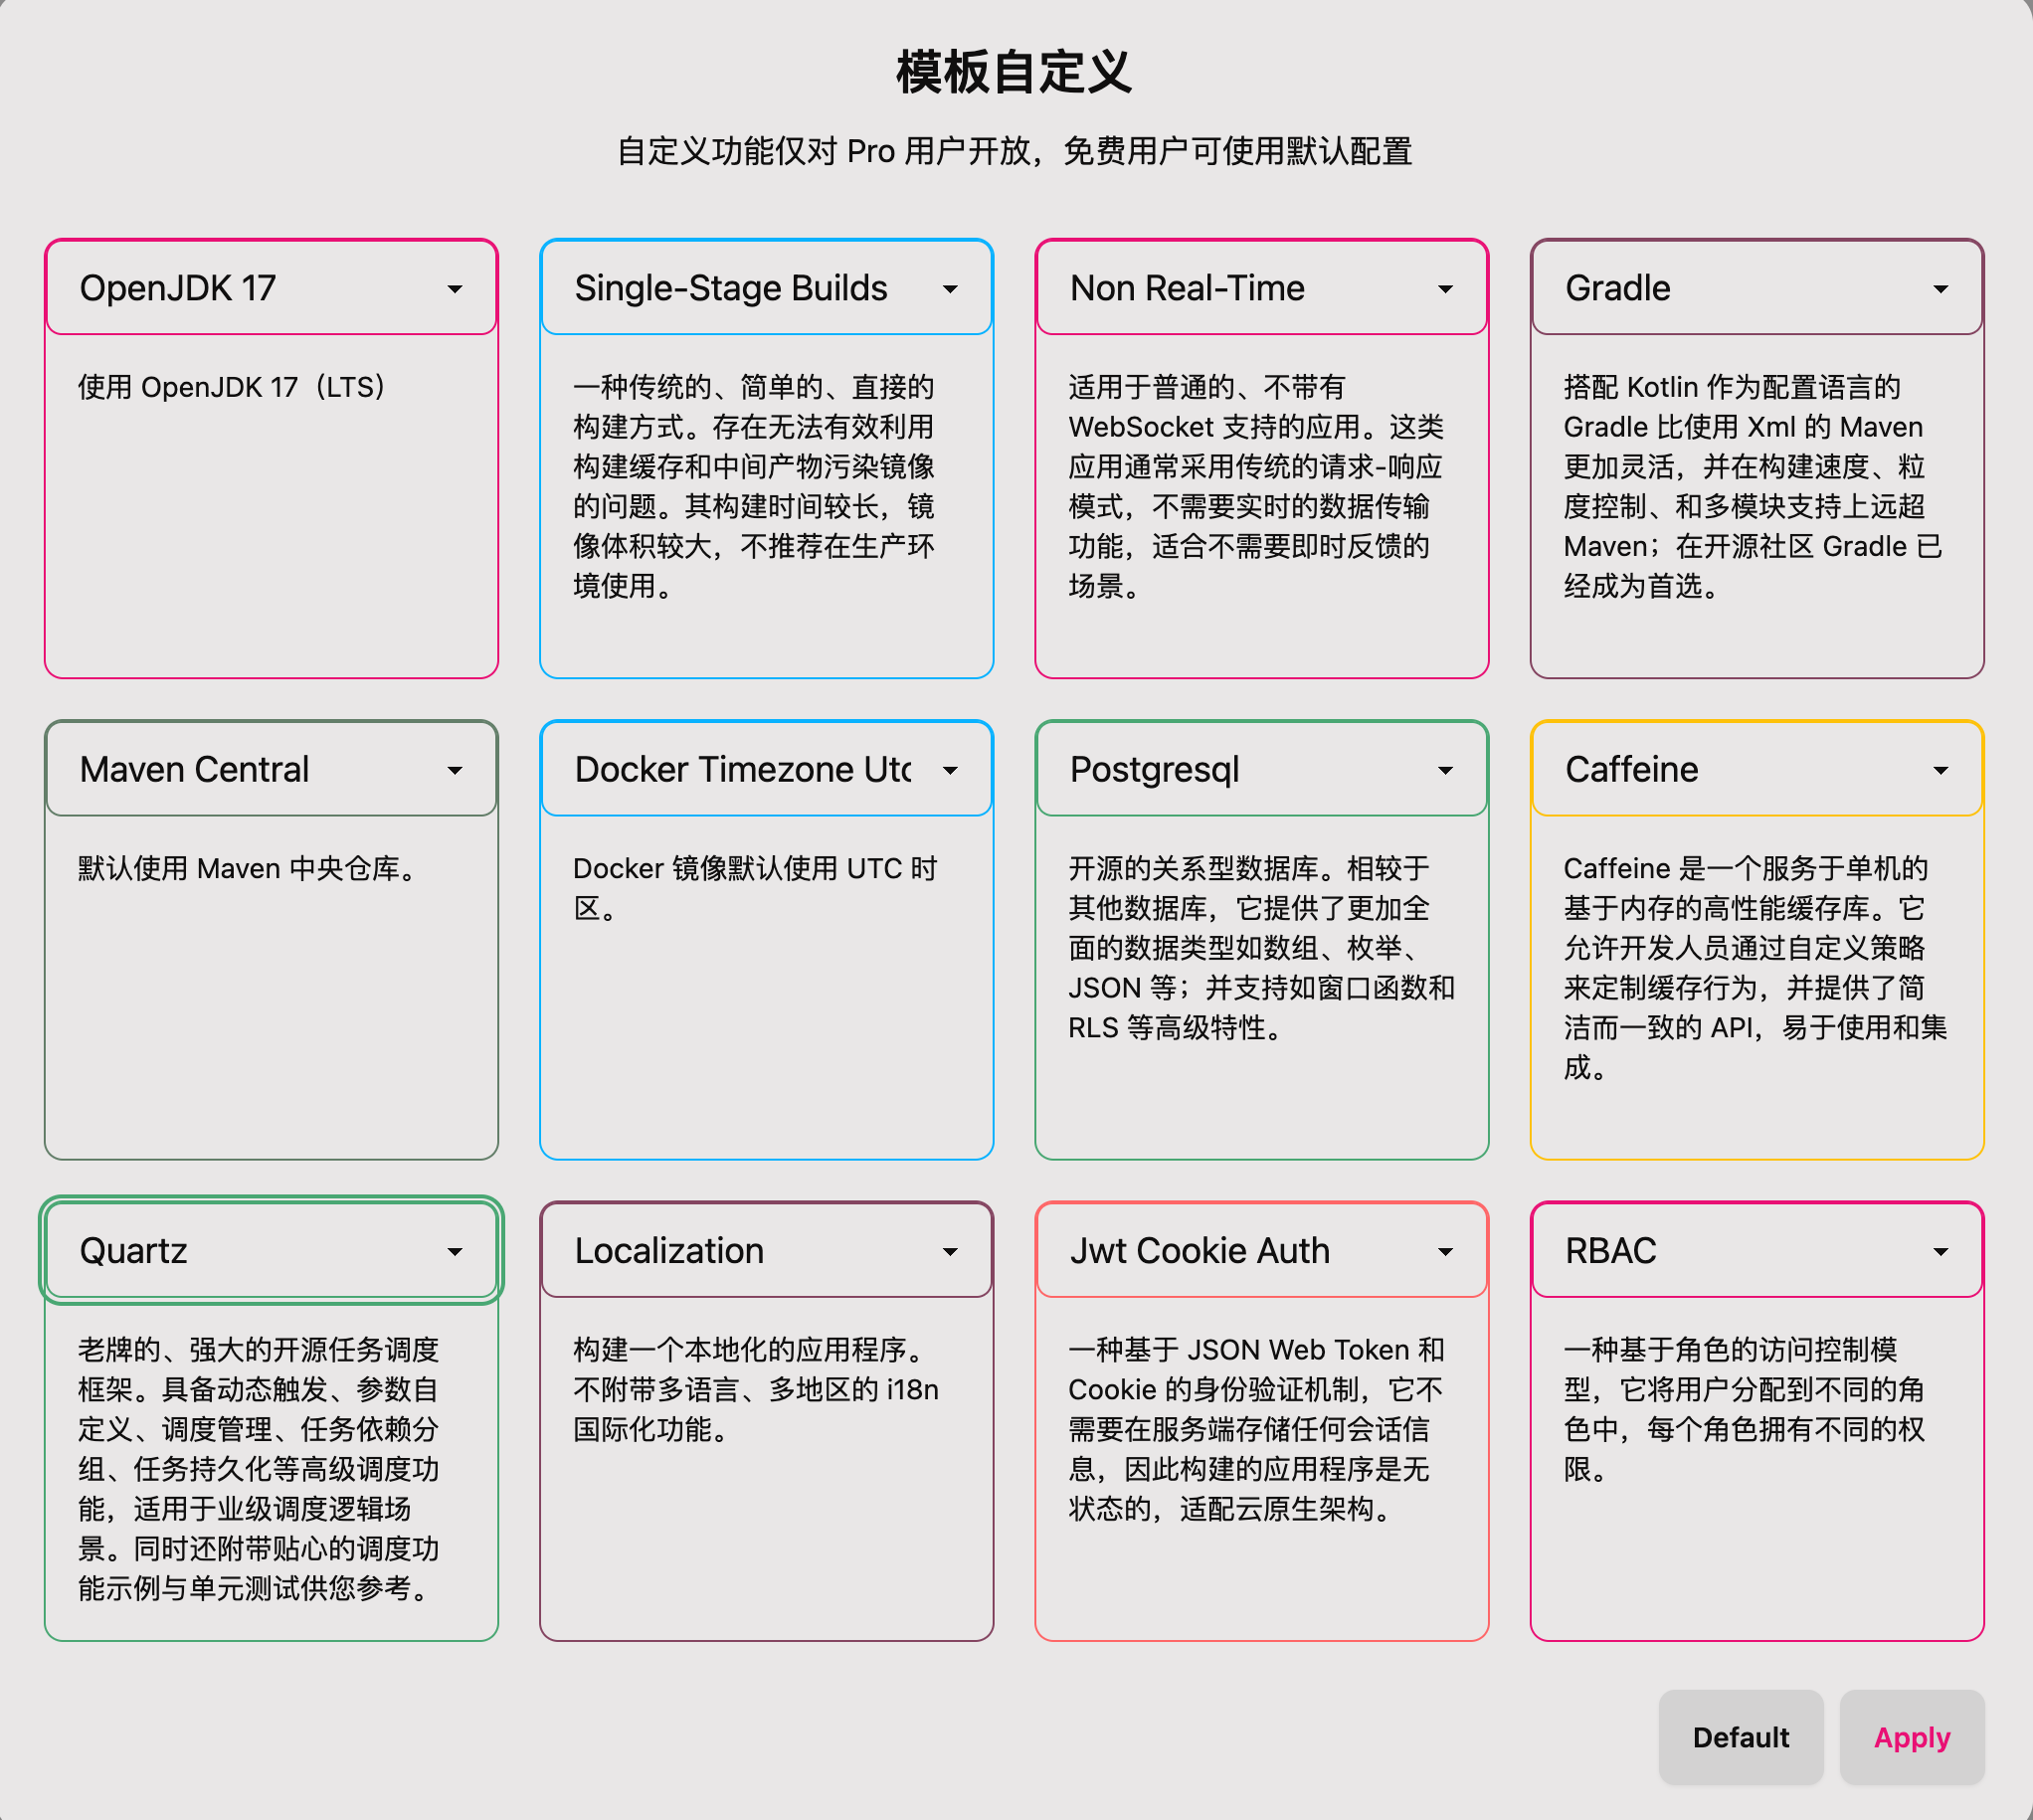 模板自定义
自定义功能仅对 Pro 用户开放，免费用户可使用默认配置
OpenJDK 17
使用 OpenJDK 17（LTS）
Single-Stage Builds
一种传统的、简单的、直接的
构建方式。存在无法有效利用
构建缓存和中间产物污染镜像
的问题。其构建时间较长，镜
像体积较大，不推荐在生产环
境使用。
Non Real-Time
适用于普通的、不带有
WebSocket 支持的应用。这类
应用通常采用传统的请求-响应
模式，不需要实时的数据传输
功能，适合不需要即时反馈的
场景。
Gradle
搭配 Kotlin 作为配置语言的
Gradle 比使用 Xml 的 Maven
更加灵活，并在构建速度、粒
度控制、和多模块支持上远超
Maven；在开源社区 Gradle 已
经成为首选。
Maven Central
默认使用 Maven 中央仓库。
Docker Timezone Utc
Docker 镜像默认使用 UTC 时
区。
Postgresql
开源的关系型数据库。相较于
其他数据库，它提供了更加全
面的数据类型如数组、枚举、
JSON 等；并支持如窗口函数和
RLS 等高级特性。
Caffeine
Caffeine 是一个服务于单机的
基于内存的高性能缓存库。它
允许开发人员通过自定义策略
来定制缓存行为，并提供了简
洁而一致的 API，易于使用和集
成。
Quartz
老牌的、强大的开源任务调度
框架。具备动态触发、参数自
定义、调度管理、任务依赖分
组、任务持久化等高级调度功
能，适用于业级调度逻辑场
景。同时还附带贴心的调度功
能示例与单元测试供您参考。
Localization
构建一个本地化的应用程序。
不附带多语言、多地区的 i18n
国际化功能。
Jwt Cookie Auth
一种基于 JSON Web Token 和
Cookie 的身份验证机制，它不
需要在服务端存储任何会话信
息，因此构建的应用程序是无
状态的，适配云原生架构。
RBAC
一种基于角色的访问控制模
型，它将用户分配到不同的角
色中，每个角色拥有不同的权
限。
Default
Apply